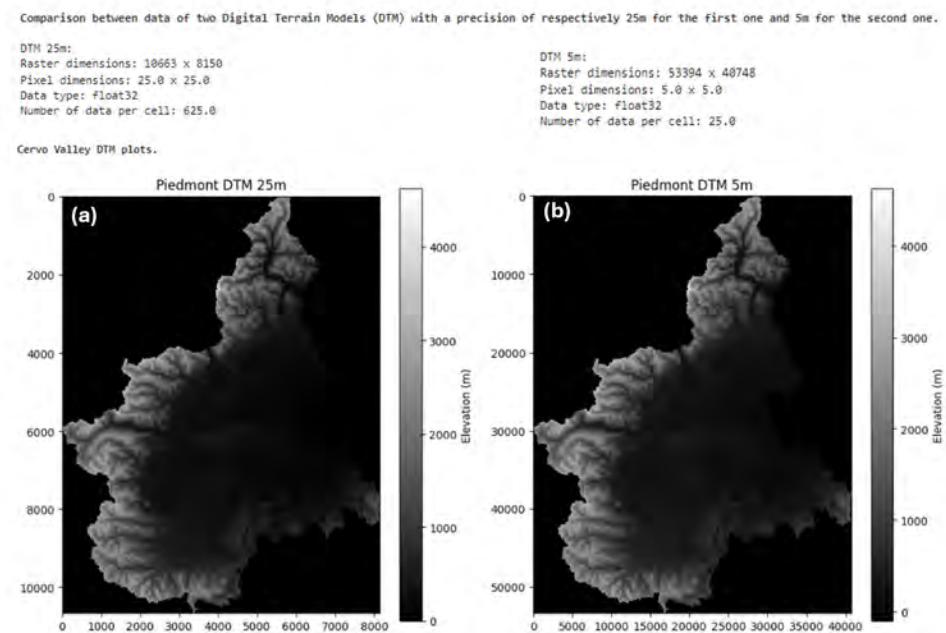 Comparison between data of two Digital Terrain Models (DTM) with a precision of respectively 25m for the first one and 5m for the second one.
DTM 25m:
Raster dimensions: 10663 x 8150
Pixel dimensions: 25.0 x 25.0
Data type: float32
Number of data per cell: 625.0
DTM 5m:
Raster dimensions: 53394 x 40748
Pixel dimensions: 5.0 x 5.0
Data type: float32
Number of data per cell: 25.0
Cervo Valley DTM plots.
Piedmont DTM 25m
(a)
0
2000
4000
6000
8000
10000
0 1000 2000 3000 4000 5000 6000 7000 8000
4000
3000
2000
1000
0
Elevation (m)
Piedmont DTM 5m
(b)
0
10000
20000
30000
40000
50000
0 5000 10000 15000 20000 25000 30000 35000 40000
4000
3000
2000
1000
0
Elevation (m)